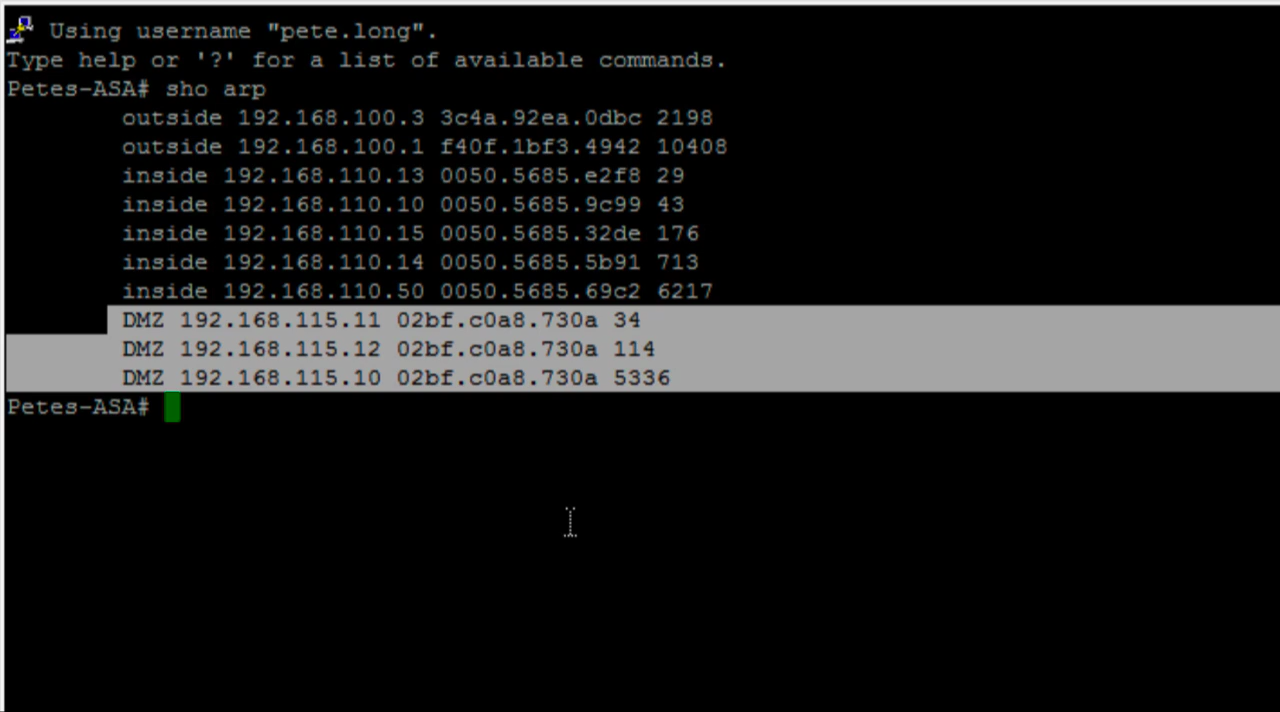 Using username "pete.long".
Type help or '?' for a list of available commands.
Petes-ASA# sho arp
outside 192.168.100.3 3c4a.92ea.0dbc 2198
outside 192.168.100.1 f40f.1bf3.4942 10408
inside 192.168.110.13 0050.5685.e2f8 29
inside 192.168.110.10 0050.5685.9c99 43
inside 192.168.110.15 0050.5685.32de 176
inside 192.168.110.14 0050.5685.5b91 713
inside 192.168.110.50 0050.5685.69c2 6217
DMZ 192.168.115.11 02bf.c0a8.730a 34
DMZ 192.168.115.12 02bf.c0a8.730a 114
DMZ 192.168.115.10 02bf.c0a8.730a 5336
Petes-ASA#